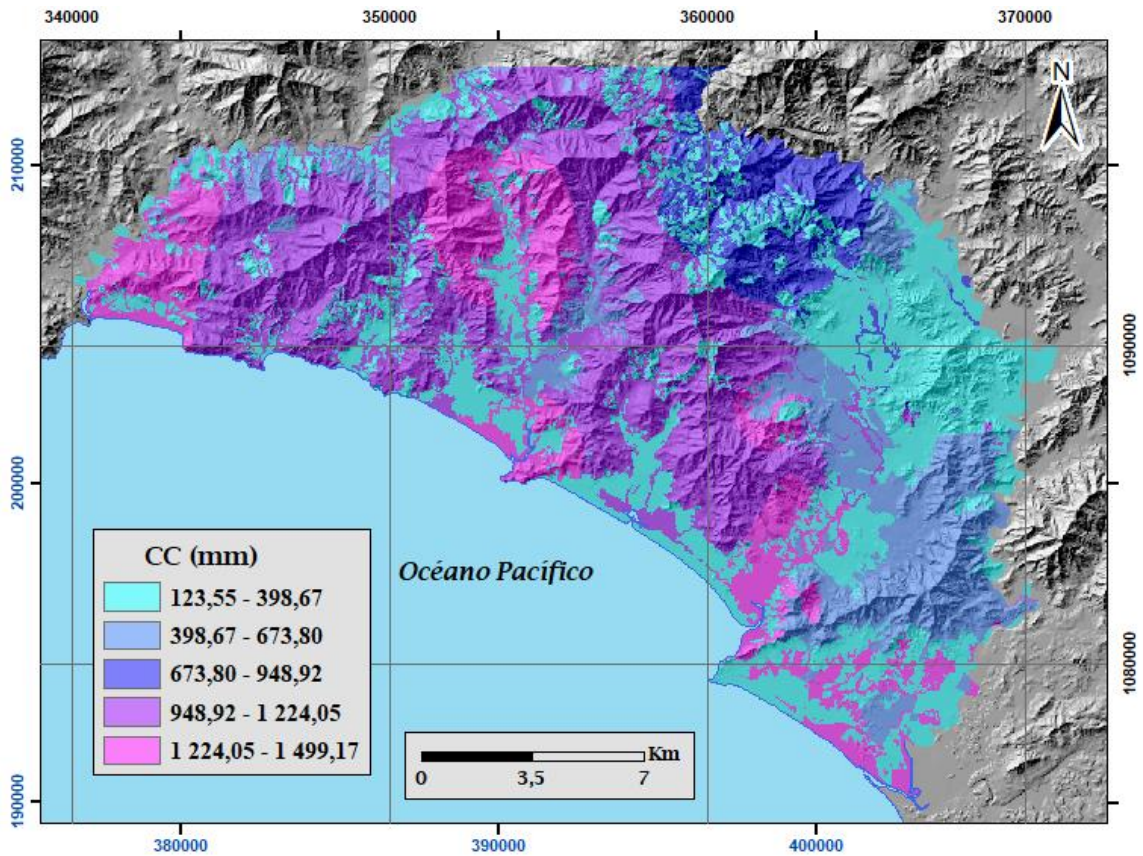 340000 350000 360000 370000
N
210000
1090000
200000
1080000
190000
Océano Pacífico
CC (mm)
123,55 - 398,67
398,67 - 673,80
673,80 - 948,92
948,92 - 1 224,05
1 224,05 - 1 499,17
Km
0 3,5 7
380000 390000 400000